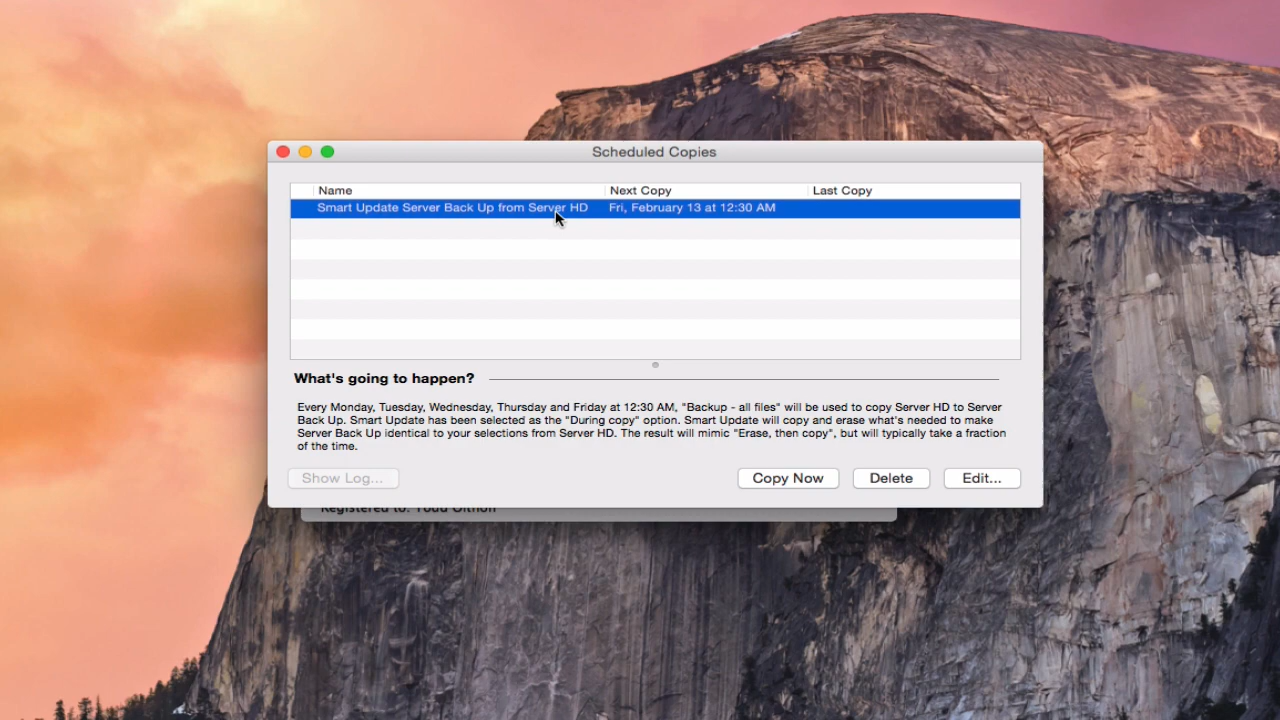 Scheduled Copies
Name Next Copy Last Copy
Smart Update Server Back Up from Server HD Fri, February 13 at 12:30 AM
What's going to happen?
Every Monday, Tuesday, Wednesday, Thursday and Friday at 12:30 AM, "Backup - all files" will be used to copy Server HD to Server
Back Up. Smart Update has been selected as the "During copy" option. Smart Update will copy and erase what's needed to make
Server Back Up identical to your selections from Server HD. The result will mimic "Erase, then copy", but will typically take a fraction
of the time.
Show Log... Copy Now Delete Edit...
Registered to: Todd